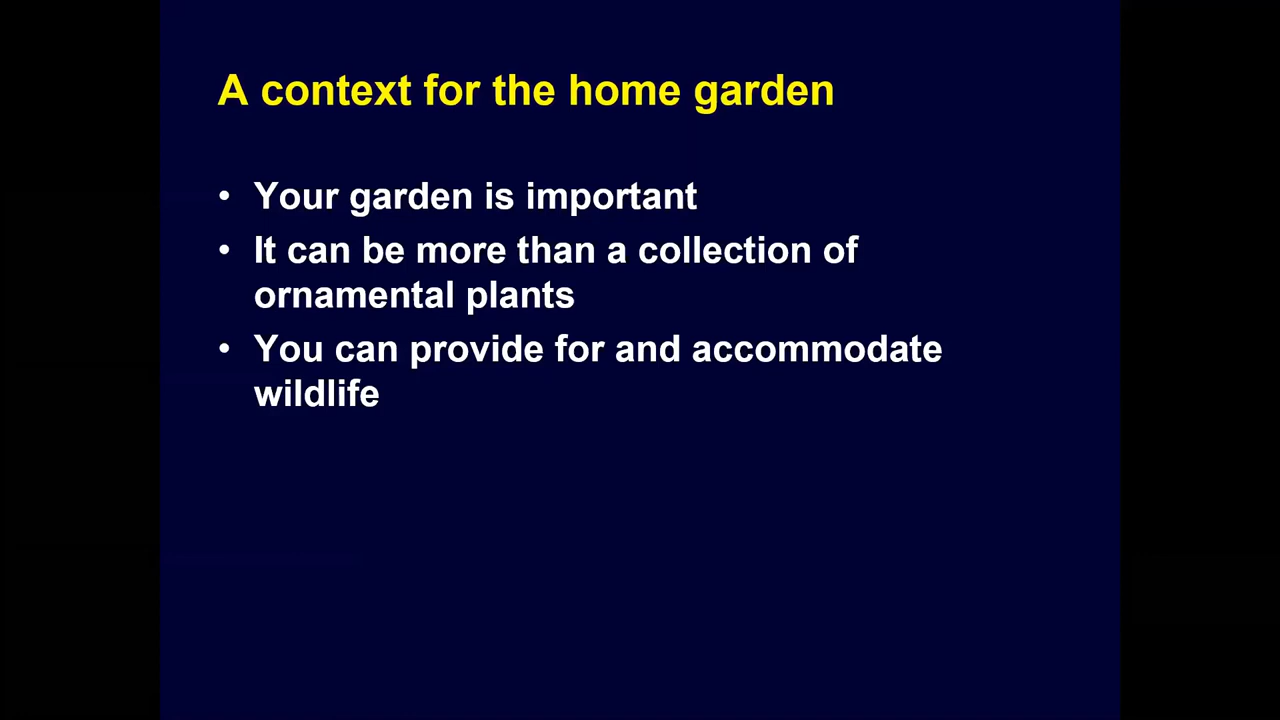 A context for the home garden
• Your garden is important
• It can be more than a collection of
ornamental plants
• You can provide for and accommodate
wildlife